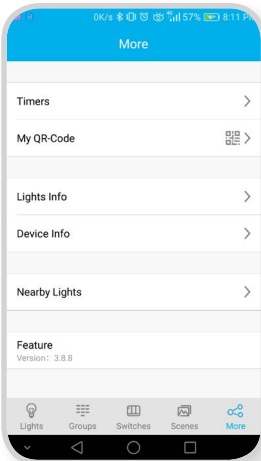 0K/s 57% 8:11 PM
More
Timers
My QR-Code
Lights Info
Device Info
Nearby Lights
Feature
Version: 3.8.8
Lights Groups Switches Scenes More